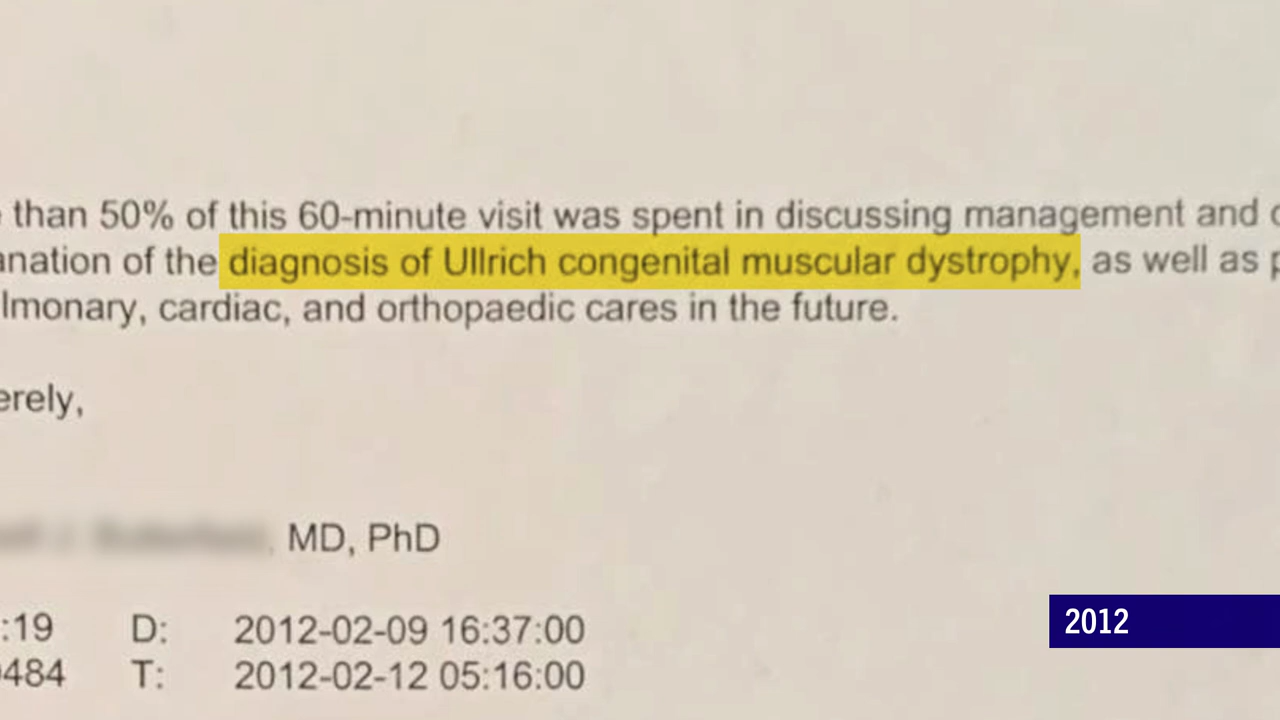 than 50% of this 60-minute visit was spent in discussing management and
anation of the diagnosis of Ullrich congenital muscular dystrophy, as well as p
lmonary, cardiac, and orthopaedic cares in the future.
erely,
MD, PhD
:19 D: 2012-02-09 16:37:00
484 T: 2012-02-12 05:16:00
2012